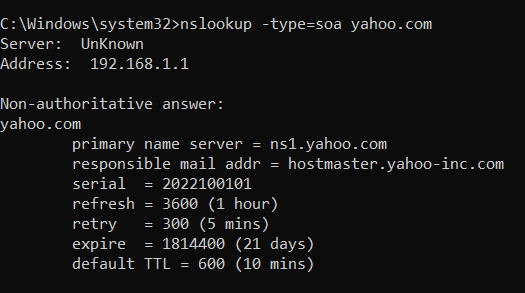 C:\Windows\system32>nslookup -type=soa yahoo.com
Server:  UnKnown
Address:  192.168.1.1
Non-authoritative answer:
yahoo.com
primary name server = ns1.yahoo.com
responsible mail addr = hostmaster.yahoo-inc.com
serial  = 2022100101
refresh = 3600 (1 hour)
retry   = 300 (5 mins)
expire  = 1814400 (21 days)
default TTL = 600 (10 mins)